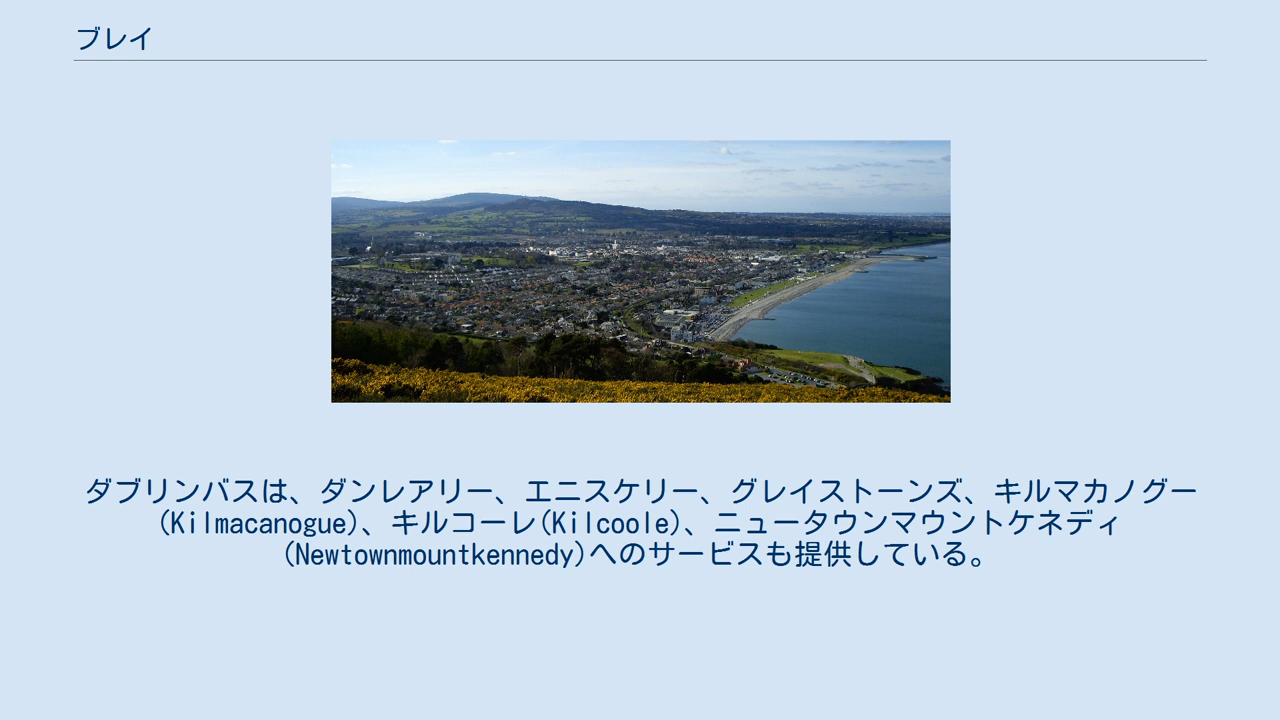 ブレイ
ダブリンバスは、ダンレアリー、エニスケリー、グレイストーンズ、キルマカノグー
(Kilmacanogue)、キルコーレ(Kilcoole)、ニュータウンマウントケネディ
(Newtownmountkennedy)へのサービスも提供している。